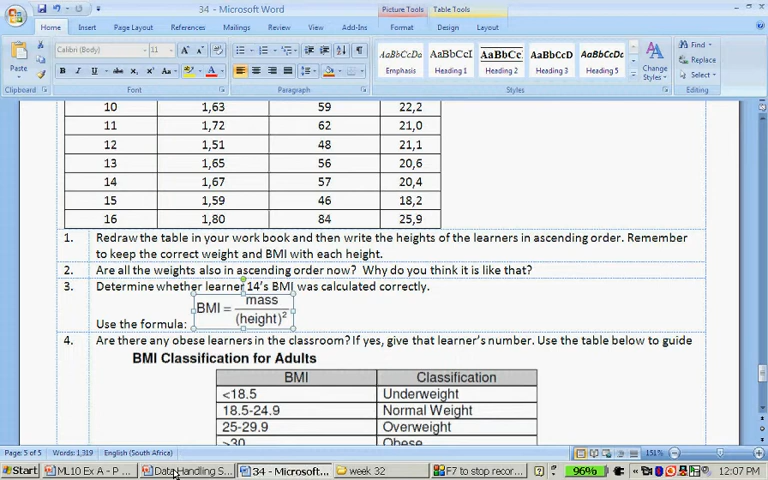 34 - Microsoft Word
Picture Tools
Table Tools
Home
Insert
Page Layout
References
Mailings
Review
View
Add-Ins
Format
Design
Layout
Paste
Clipboard
Calibri (Body)
11
Font
Paragraph
AaBbCcDc
AaBbC
AaBbCc
AaBbCcD
AaBbCcDc
Emphasis
Heading 1
Heading 2
Heading 3
Heading 4
Change
Styles
Styles
Find
Replace
Select
Editing
10 1,63 59 22,2
11 1,72 62 21,0
12 1,51 48 21,1
13 1,65 56 20,6
14 1,67 57 20,4
15 1,59 46 18,2
16 1,80 84 25,9
1. Redraw the table in your work book and then write the heights of the learners in ascending order. Remember
to keep the correct weight and BMI with each height.
2. Are all the weights also in ascending order now? Why do you think it is like that?
3. Determine whether learner 14's BMI was calculated correctly.
Use the formula: BMI = mass
(height)²
4. Are there any obese learners in the classroom? If yes, give that learner's number. Use the table below to guide
BMI Classification for Adults
BMI Classification
<18.5 Underweight
18.5-24.9 Normal Weight
25-29.9 Overweight
>30 Obese
Page: 5 of 5
Words: 1,319
English (South Africa)
151%
Start
ML10 Ex A - P ...
Data Handling S...
34 - Microsoft...
week 32
F7 to stop recor...
96%
12:07 PM